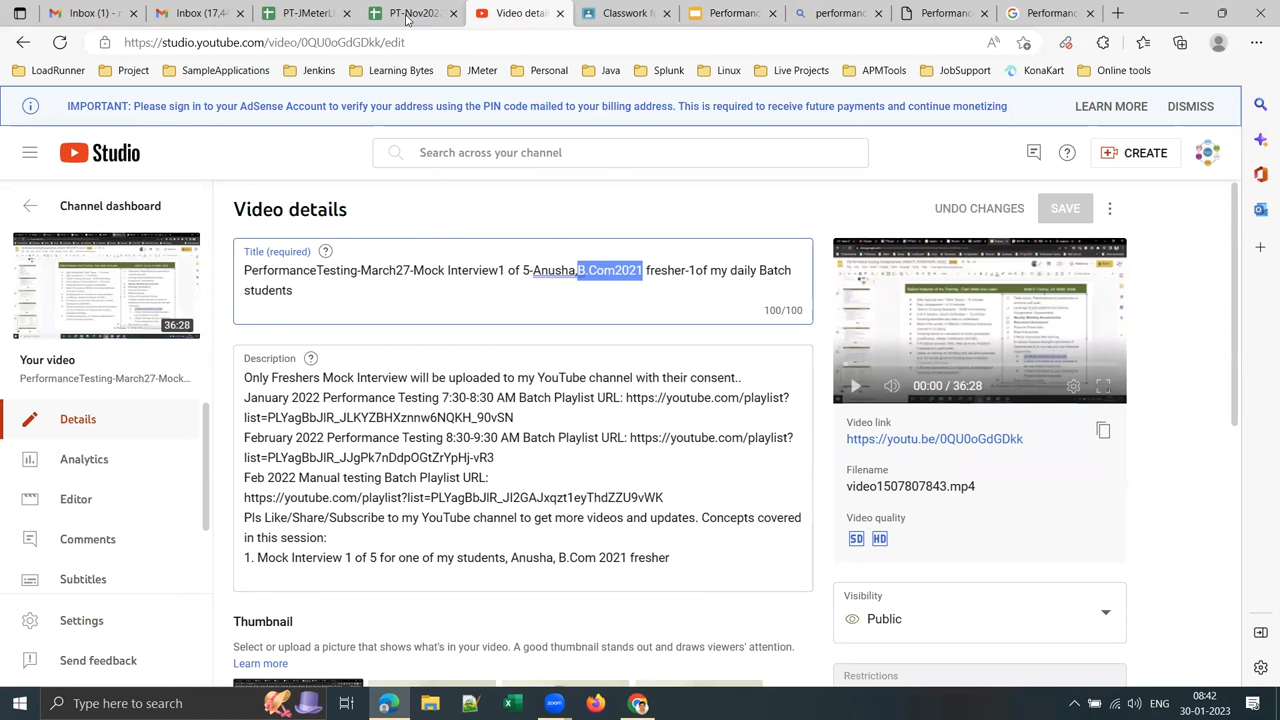 Inbox (1) -
Inbox (7,46
PT-JMeterLi
PT-Nov202
Video detai
Classwork f
Performanc
Performanc
Performanc
https://studio.youtube.com/video/0QU0oGdGDkk/edit
LoadRunner
Project
SampleApplications
Jenkins
Learning Bytes
JMeter
Personal
Java
Splunk
Linux
Live Projects
APMTools
JobSupport
KonaKart
Online tools
IMPORTANT: Please sign in to your AdSense Account to verify your address using the PIN code mailed to your billing address. This is required to receive future payments and continue monetizing
LEARN MORE
DISMISS
Studio
Search across your channel
CREATE
Channel dashboard
Video details
UNDO CHANGES
SAVE
Title (required)
PerformanceTesting-March27-Mock Interview1 of 5-Anusha,B.Com2021 fresher-1of my daily Batch
students
100/100
36:28
Your video
PerformanceTesting-March27-Mock...
Details
Analytics
Editor
Comments
Subtitles
Settings
Send feedback
Description
Only Freshers Mock Interview will be uploaded to my YouTube channel with their consent..
January 2022 Performance Testing 7:30-8:30 AM Batch Playlist URL: https://youtube.com/playlist?
list=PLYagBbJlR_JLKYZBHXznnw6NQKH_90vSN
February 2022 Performance Testing 8:30-9:30 AM Batch Playlist URL: https://youtube.com/playlist?
list=PLYagBbJlR_JJgPk7nDdpOGtZrYpHj-vR3
Feb 2022 Manual testing Batch Playlist URL:
https://youtube.com/playlist?list=PLYagBbJlR_JI2GAJxqzt1eyThdZZU9vWK
Pls Like/Share/Subscribe to my YouTube channel to get more videos and updates. Concepts covered
in this session:
1. Mock Interview 1 of 5 for one of my students, Anusha, B.Com 2021 fresher
Thumbnail
Select or upload a picture that shows what's in your video. A good thumbnail stands out and draws viewers' attention.
Learn more
00:00 / 36:28
Video link
https://youtu.be/0QU0oGdGDkk
Filename
video1507807843.mp4
Video quality
SD
HD
Visibility
Public
Restrictions
Type here to search
zoom
ENG
08:42
30-01-2023